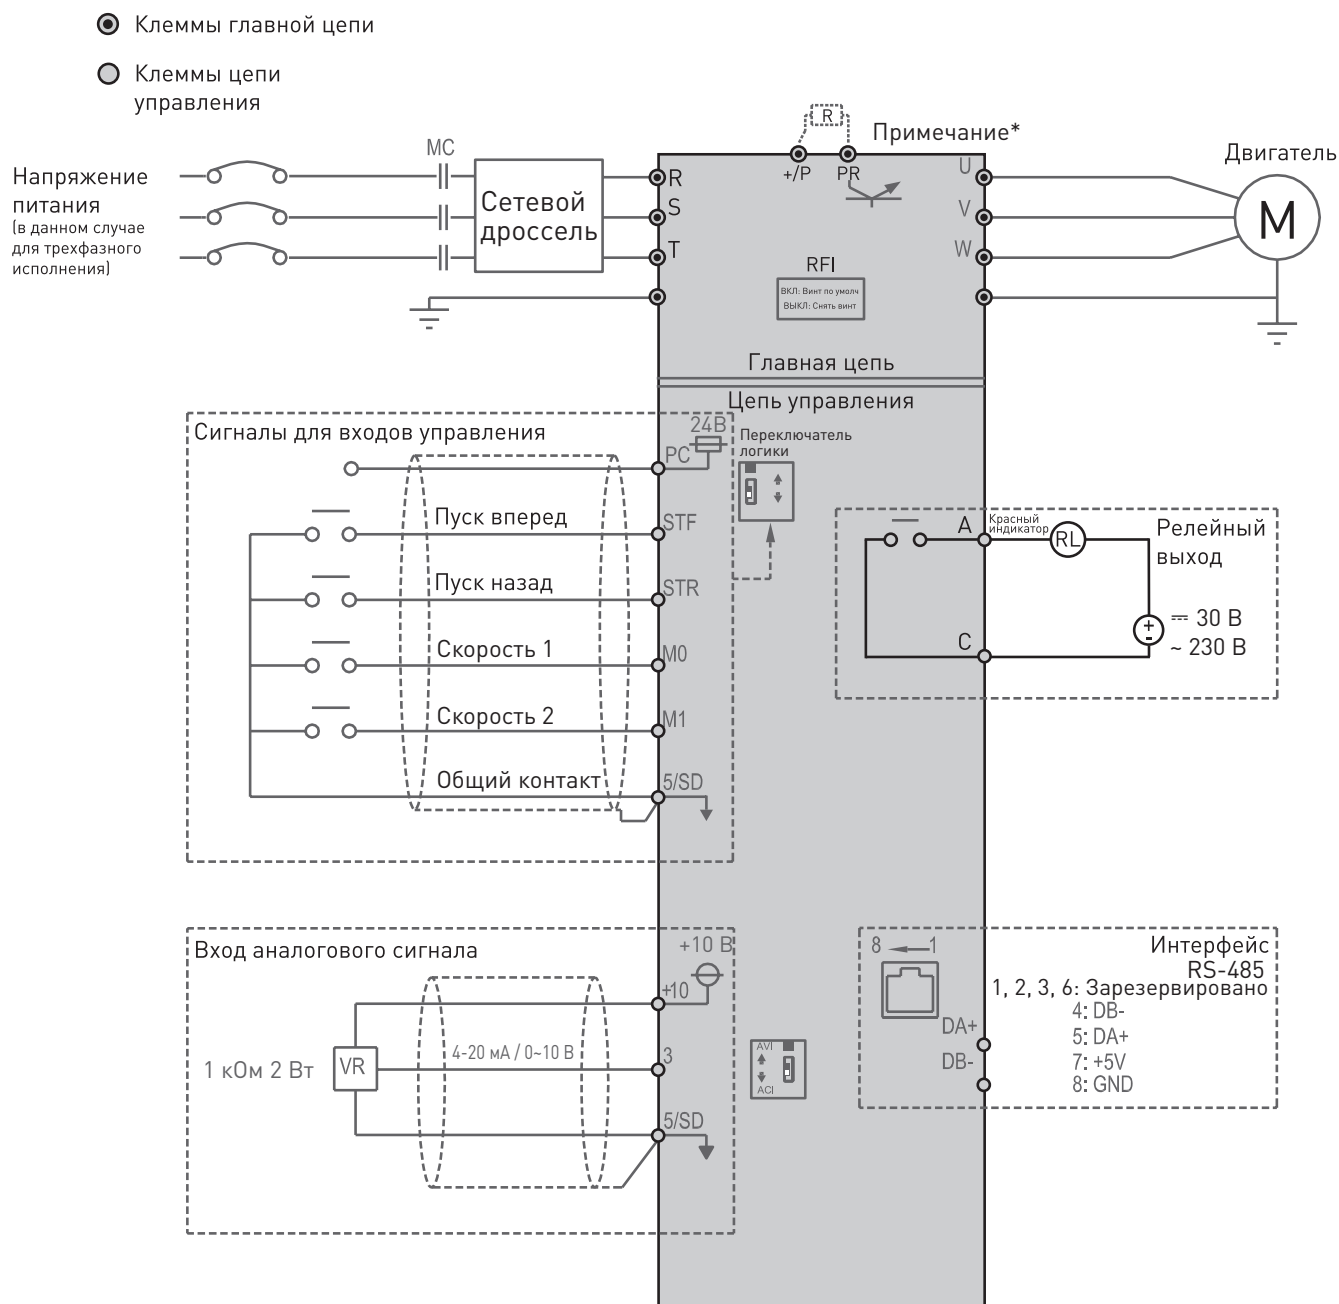 Клеммы главной цепи
Клеммы цепи
управления
R
Примечание*
MC
+/P
PR
U
Двигатель
Напряжение
питания
(в данном случае
для трехфазного
исполнения)
Сетевой
дроссель
R
S
T
V
W
M
RFI
ВКЛ: Винт по умолч
ВЫКЛ: Снять винт
Главная цепь
Цепь управления
Сигналы для входов управления
24В
PC
Переключатель
логики
Пуск вперед
STF
Пуск назад
STR
Скорость 1
M0
Скорость 2
M1
Общий контакт
5/SD
A
Красный
индикатор
RL
Релейный
выход
+
-
⎓ 30 В
~ 230 В
C
Вход аналогового сигнала
+10 В
+10
4-20 мА / 0~10 В
3
1 кОм 2 Вт
VR
5/SD
AVI
ACI
8
1
Интерфейс
RS-485
1, 2, 3, 6: Зарезервировано
4: DB-
5: DA+
7: +5V
8: GND
DA+
DB-